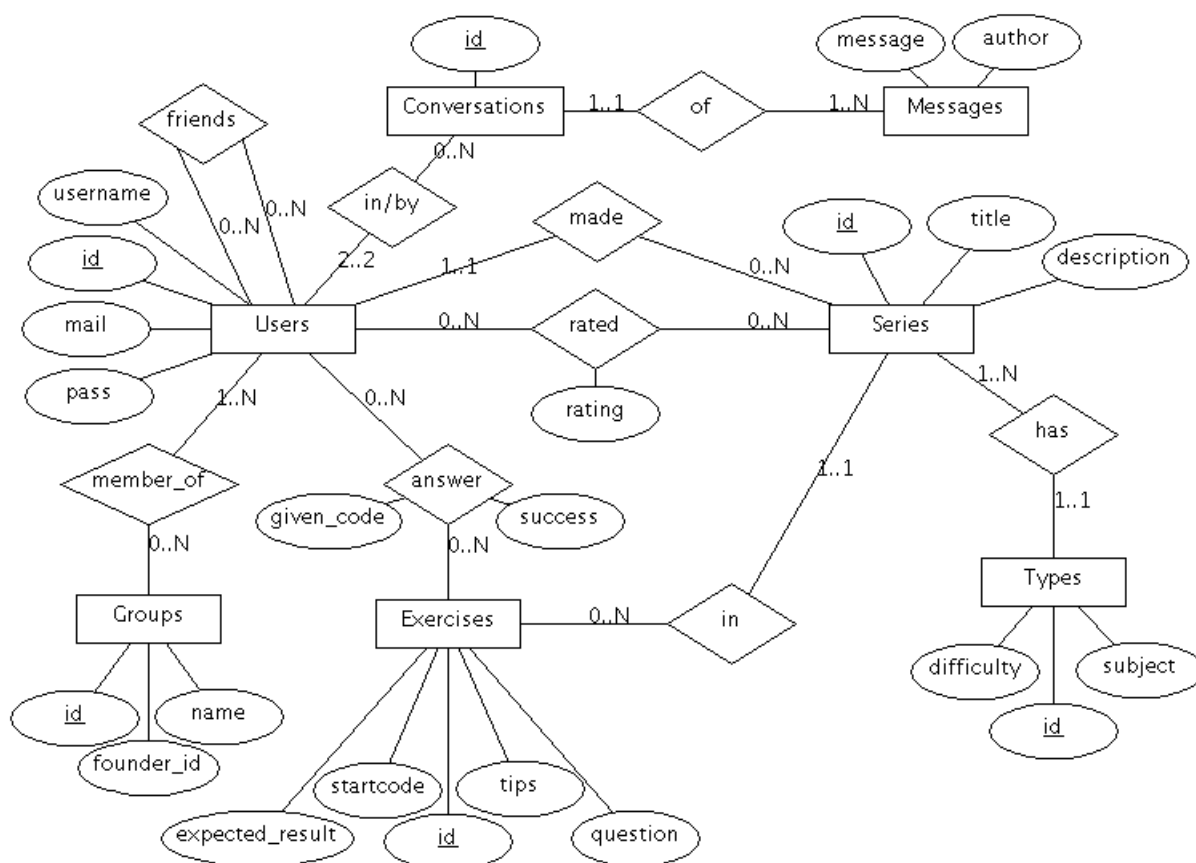 id
message
author
Conversations
1..1
of
1..N
Messages
friends
0..N
username
in/by
made
id
title
0..N
0..N
id
2..2
1..1
0..N
description
mail
Users
0..N
rated
0..N
Series
pass
1..N
0..N
rating
1..N
has
member_of
answer
1..1
given_code
success
1..1
0..N
0..N
Types
Groups
Exercises
0..N
in
difficulty
subject
id
name
id
founder_id
startcode
tips
expected_result
id
question